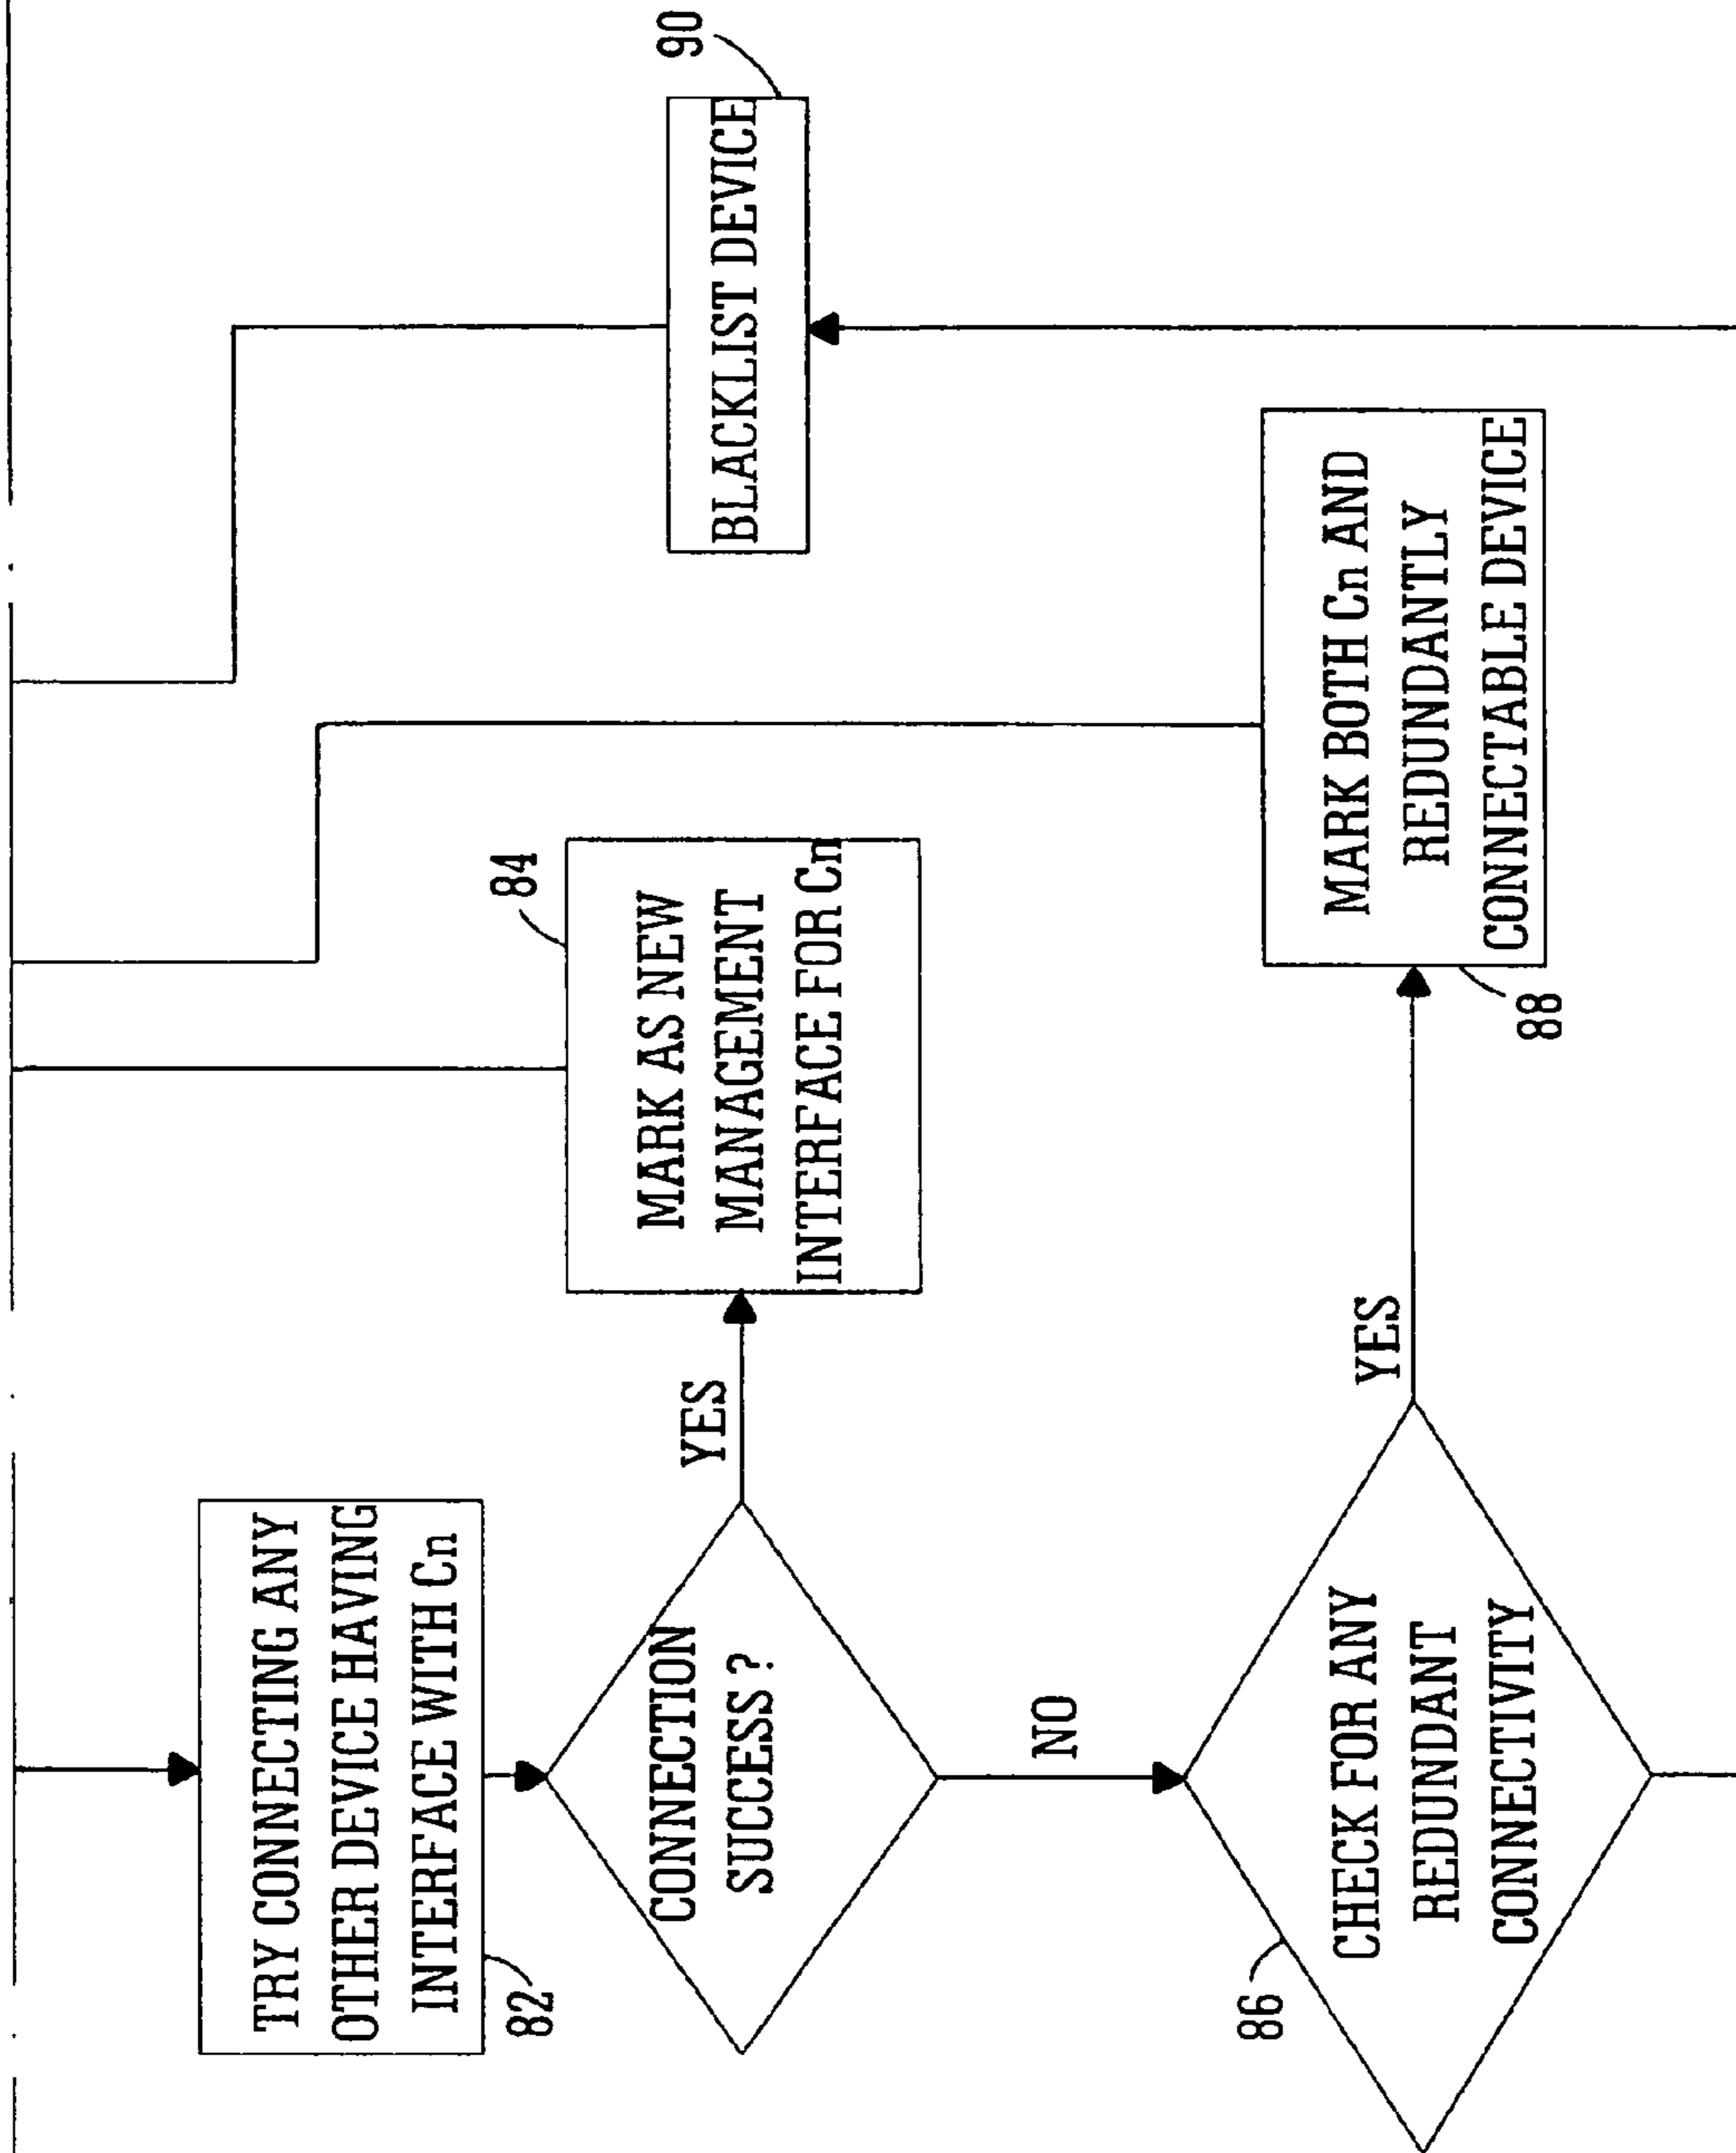 TRY CONNECTING ANY
OTHER DEVICE HAVING
INTERFACE WITH Cn
82
CONNECTION
SUCCESS ?
YES
MARK AS NEW
MANAGEMENT
INTERFACE FOR Cn
84
NO
CHECK FOR ANY
REDUNDANT
CONNECTIVITY
86
YES
MARK BOTH Cn AND
REDUNDANTLY
CONNECTABLE DEVICE
88
BLACKLIST DEVICE
90